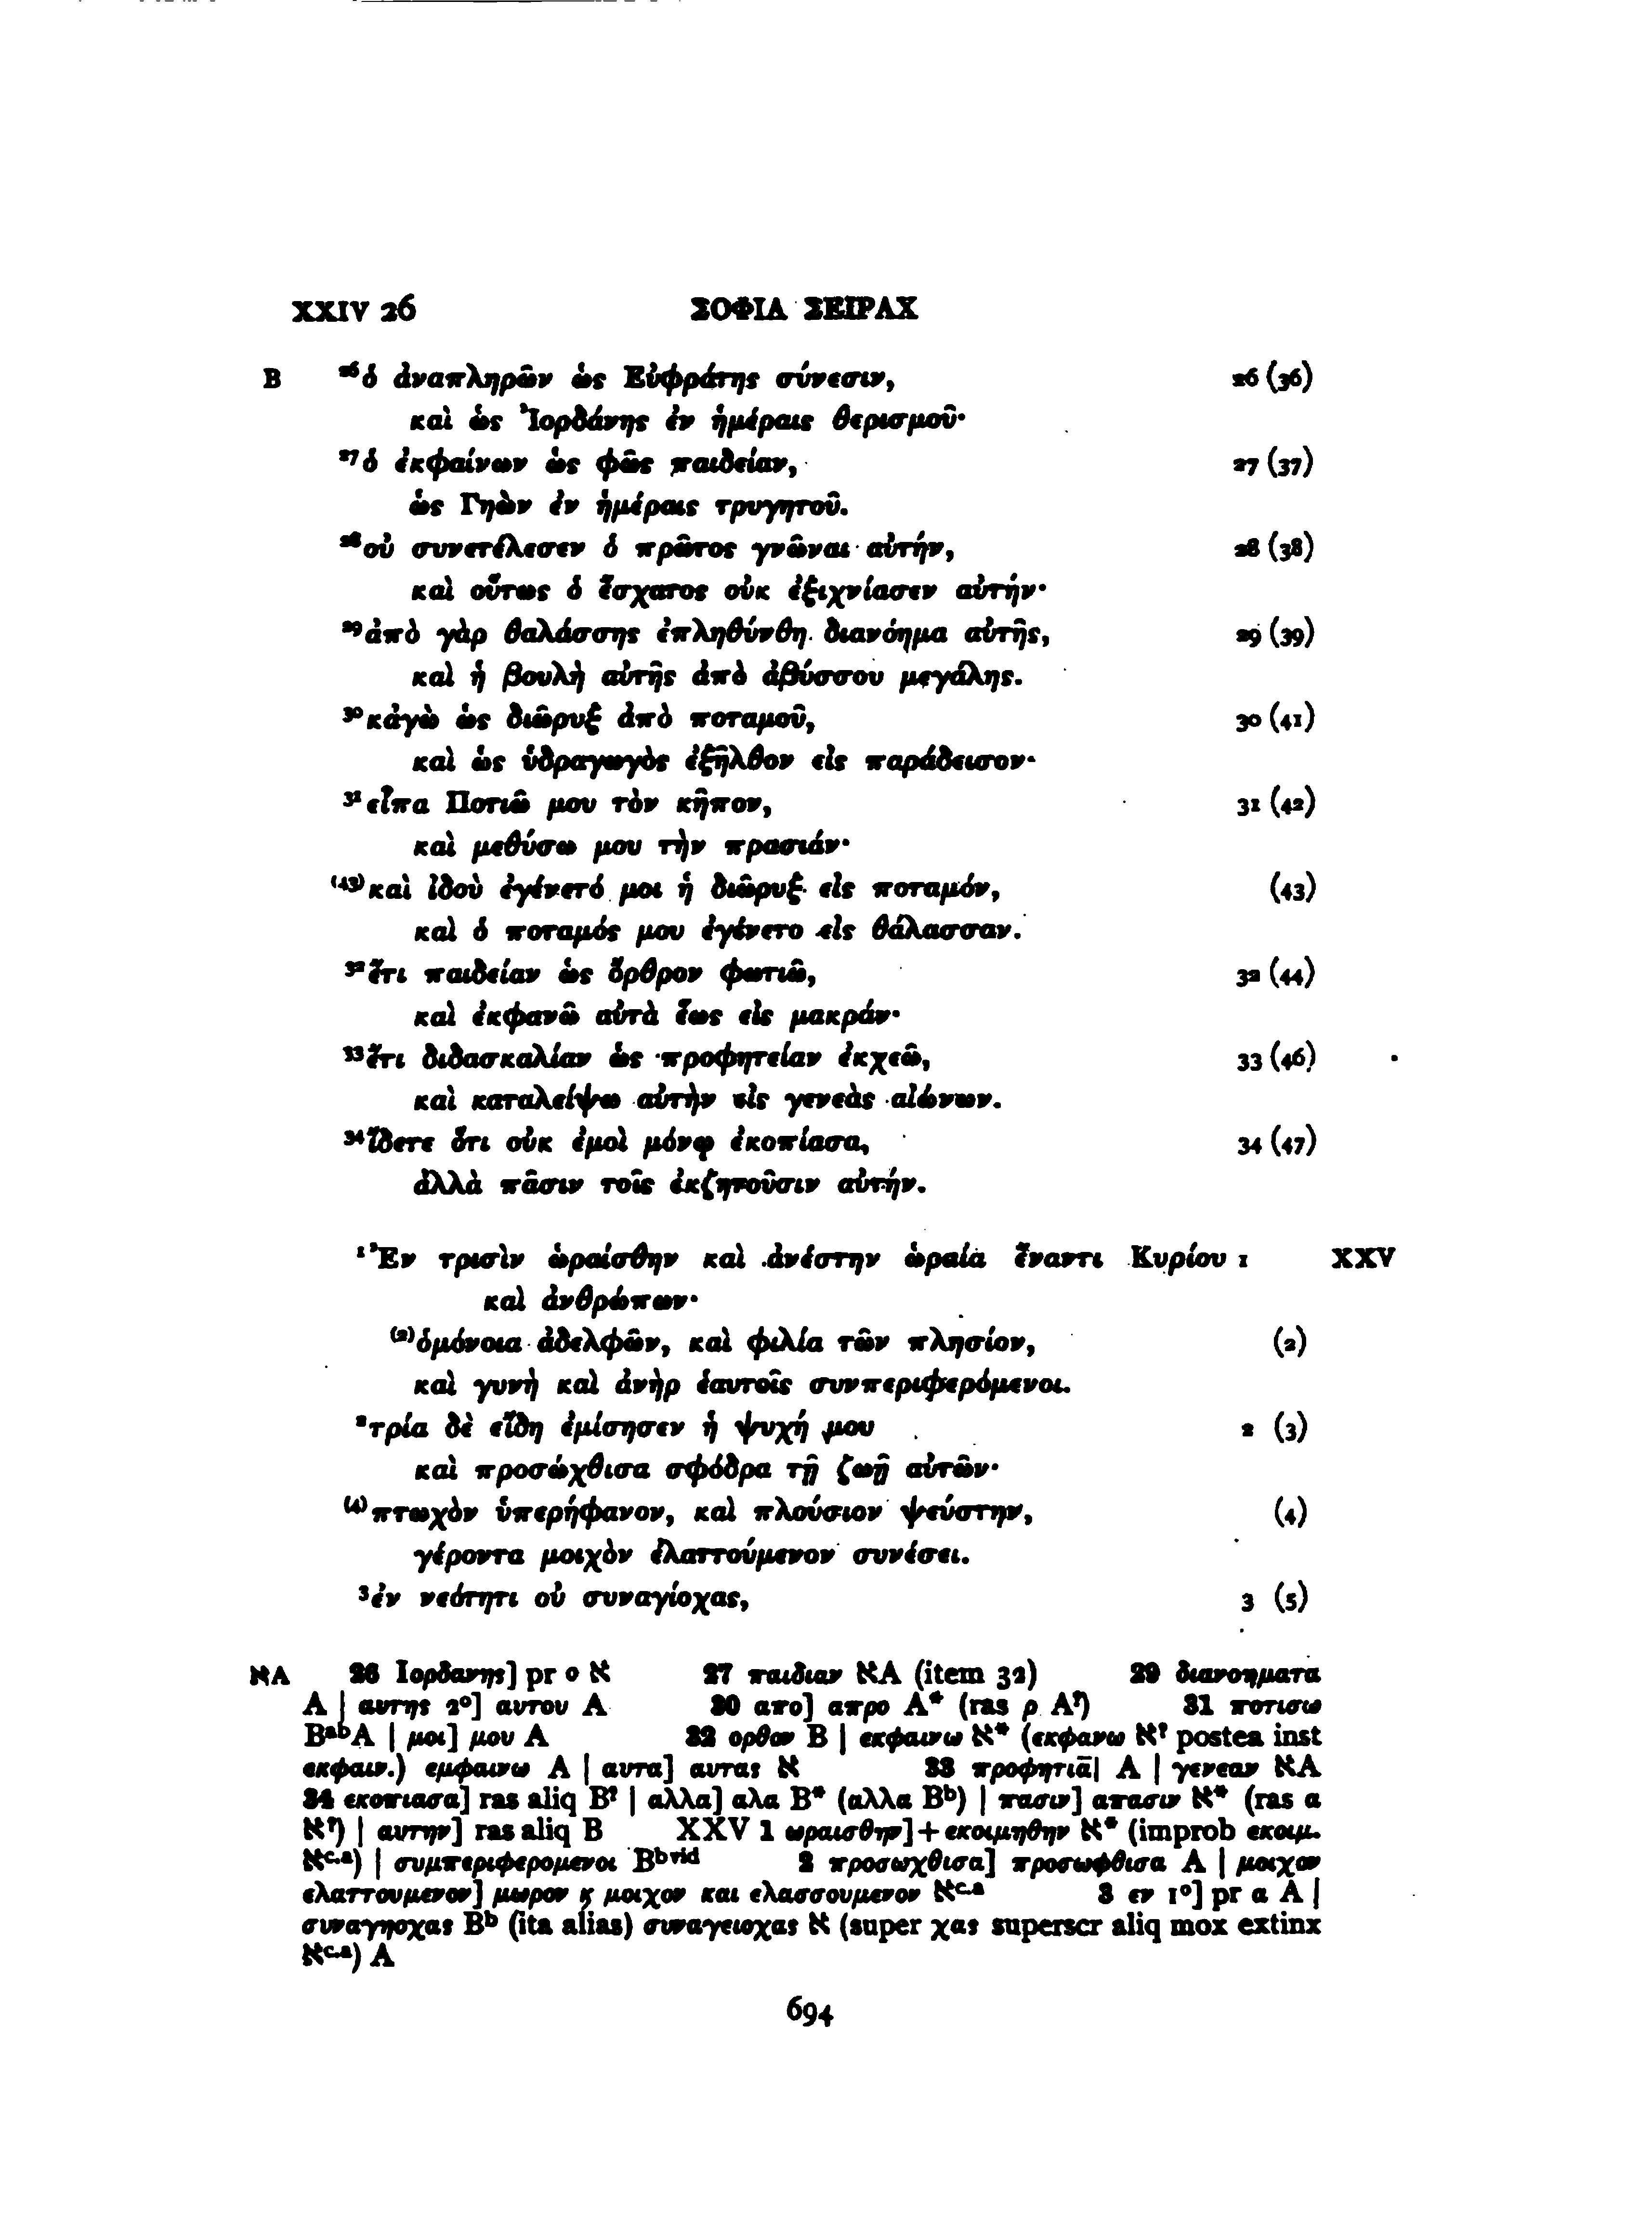 XXIV 26 ΣΟΦΙΑ ΣΕΙΡΑΧ
B ²⁶ὁ ἀναπληρῶν ὡς Εὐφράτης σύνεσιν, 26 (36)
καὶ ὡς Ἰορδάνης ἐν ἡμέραις θερισμοῦ·
²⁷ὁ ἐκφαίνων ὡς φῶς παιδείαν, 27 (37)
ὡς Γηὼν ἐν ἡμέραις τρυγητοῦ.
²⁸οὐ συνετέλεσεν ὁ πρῶτος γνῶναι αὐτήν, 28 (38)
καὶ οὕτως ὁ ἔσχατος οὐκ ἐξιχνίασεν αὐτήν·
²⁹ἀπὸ γὰρ θαλάσσης ἐπληθύνθη διανόημα αὐτῆς, 29 (39)
καὶ ἡ βουλὴ αὐτῆς ἀπὸ ἀβύσσου μεγάλης.
³⁰κἀγὼ ὡς διῶρυξ ἀπὸ ποταμοῦ, 30 (41)
καὶ ὡς ὑδραγωγὸς ἐξῆλθον εἰς παράδεισον·
³¹εἶπα Ποτιῶ μου τὸν κῆπον, 31 (42)
καὶ μεθύσω μου τὴν πρασιάν·
⁽⁴³⁾καὶ ἰδοὺ ἐγένετό μοι ἡ διῶρυξ εἰς ποταμόν, (43)
καὶ ὁ ποταμός μου ἐγένετο εἰς θάλασσαν.
³²ἔτι παιδείαν ὡς ὄρθρον φωτιῶ, 32 (44)
καὶ ἐκφανῶ αὐτὰ ἕως εἰς μακράν·
³³ἔτι διδασκαλίαν ὡς προφητείαν ἐκχεῶ, 33 (46)
καὶ καταλείψω αὐτὴν εἰς γενεὰς αἰώνων.
³⁴ἴδετε ὅτι οὐκ ἐμοὶ μόνῳ ἐκοπίασα, 34 (47)
ἀλλὰ πᾶσιν τοῖς ἐκζητοῦσιν αὐτήν.
¹Ἐν τρισὶν ὡραίσθην καὶ ἀνέστην ὡραία ἔναντι Κυρίου 1 XXV
καὶ ἀνθρώπων·
⁽²⁾ὁμόνοια ἀδελφῶν, καὶ φιλία τῶν πλησίον, (2)
καὶ γυνὴ καὶ ἀνὴρ ἑαυτοῖς συνπεριφερόμενοι.
²τρία δὲ εἴδη ἐμίσησεν ἡ ψυχή μου 2 (3)
καὶ προσώχθισα σφόδρα τῇ ζωῇ αὐτῶν·
⁽⁴⁾πτωχὸν ὑπερήφανον, καὶ πλούσιον ψεύστην, (4)
γέροντα μοιχὸν ἐλαττούμενον συνέσει.
³ἐν νεότητι οὐ συναγίοχας, 3 (5)
אA 26 Ιορδανης] pr ο א 27 παιδιαν אA (item 32) 29 διανοηματα
A | αυτης 2°] αυτου A 30 απο] απρο A* (ras ρ A?) 31 ποτισω
BᵃᵇA | μοι] μου A 32 ορθον B | εκφαινω א* (εκφανω א? postea inst
εκφαιν.) εμφαινω A | αυτα] αυτας א 33 προφητιᾱ| A | γενεαν אA
34 εκοπιασα] ras aliq B? | αλλα] αλα B* (αλλα Bᵇ) | πασιν] απασιν א* (ras α
א?) | αυτην] ras aliq B XXV 1 ωραισθην]+εκοιμηθην א* (improb εκοιμ.
אᶜ·ᵃ) | συμπεριφερομενοι Bᵇ ᵛⁱᵈ 2 προσωχθισα] προσωφθισα A | μοιχον
ελαττουμενον] μωρον ϗ μοιχον και ελασσουμενον אᶜ·ᵃ 3 εν 1°] pr α A |
συναγηοχας Bᵇ (ita alias) συναγειοχας א (super χας superscr aliq mox extinx
אᶜ·ᵃ) A
694